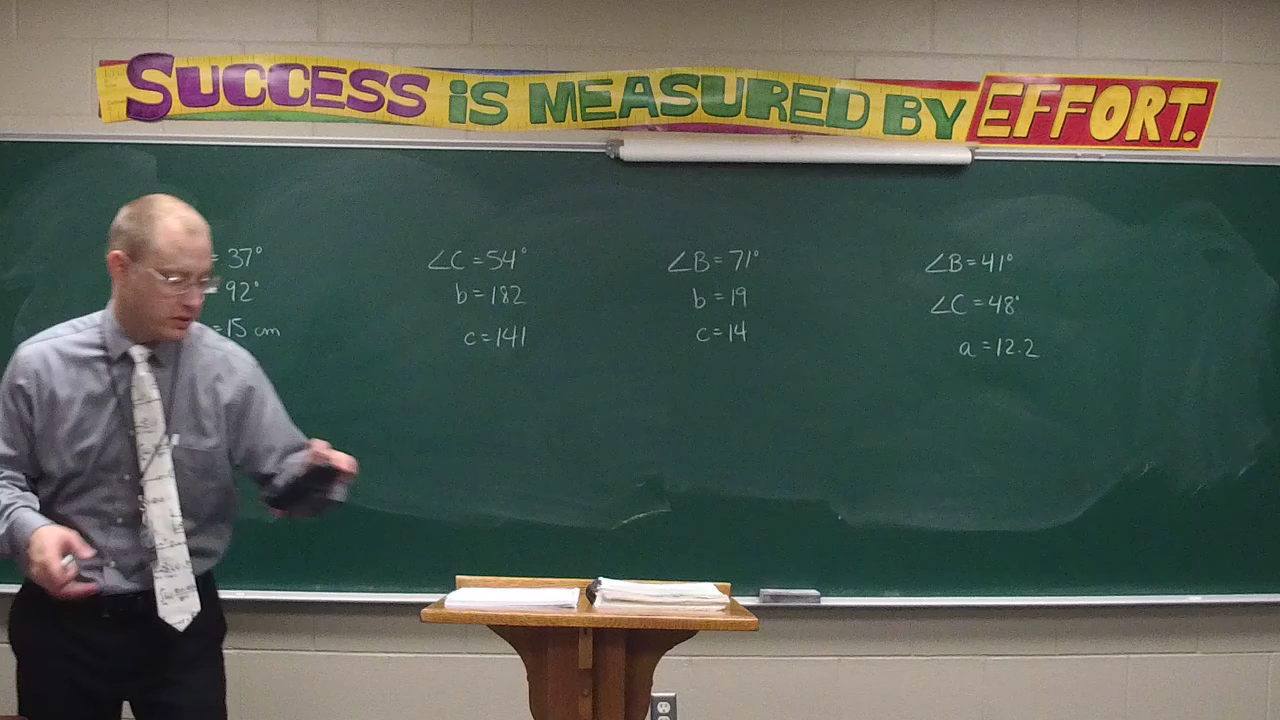 SUCCESS IS MEASURED BY EFFORT.
= 37°
92°
= 15 cm
∠C = 54°
b = 182
c = 141
∠B = 71°
b = 19
c = 14
∠B = 41°
∠C = 48°
a = 12.2